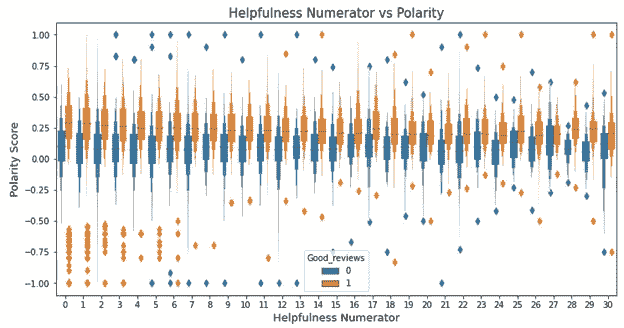 Helpfulness Numerator vs Polarity
Polarity Score
1.00
0.75
0.50
0.25
0.00
−0.25
−0.50
−0.75
−1.00
Good_reviews
0
1
0 1 2 3 4 5 6 7 8 9 10 11 12 13 14 15 16 17 18 19 20 21 22 23 24 25 26 27 28 29 30
Helpfulness Numerator